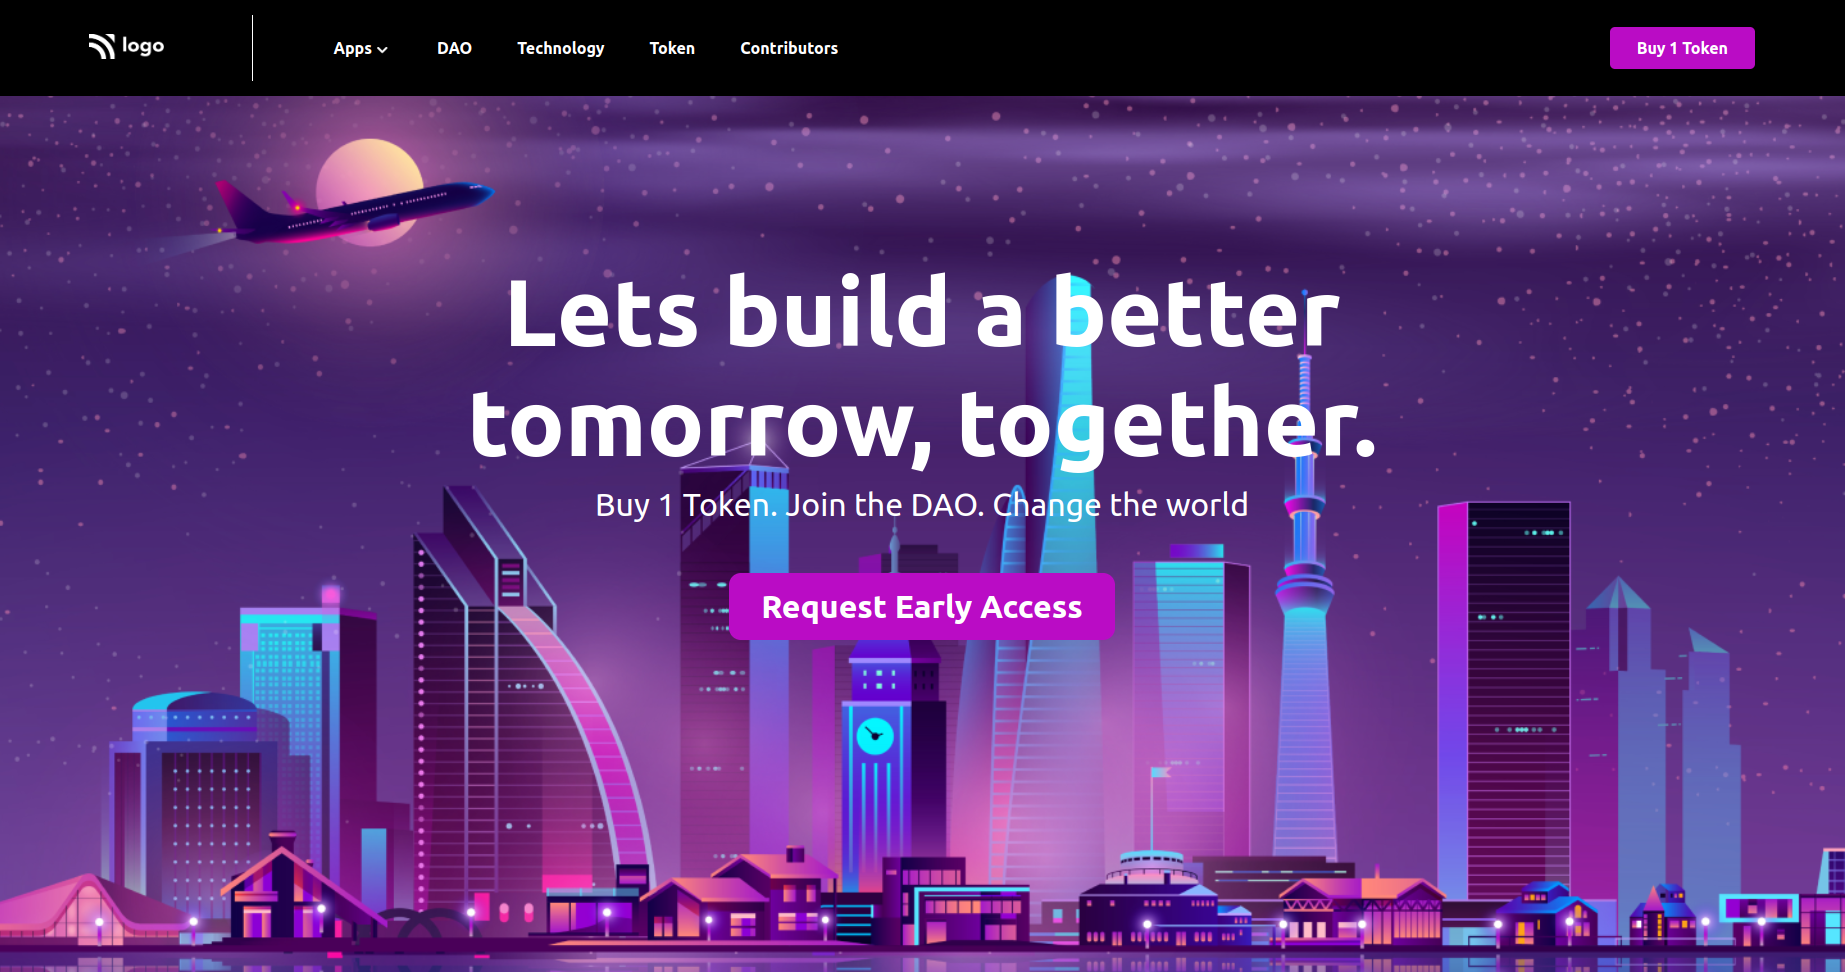 logo
Apps
DAO
Technology
Token
Contributors
Buy 1 Token
Lets build a better
tomorrow, together.
Buy 1 Token. Join the DAO. Change the world
Request Early Access